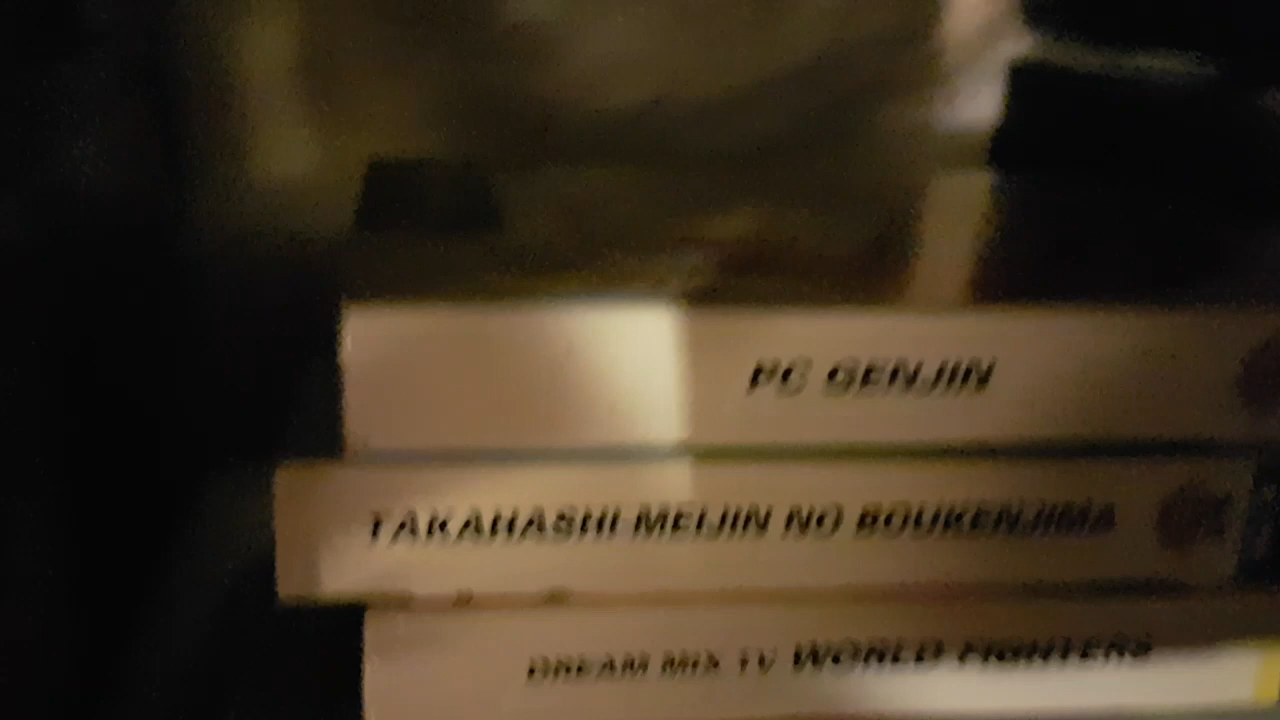 PC GENJIN
TAKAHASHI MEIJIN NO BOUKENJIMA
DREAM MIX TV WORLD FIGHTERS